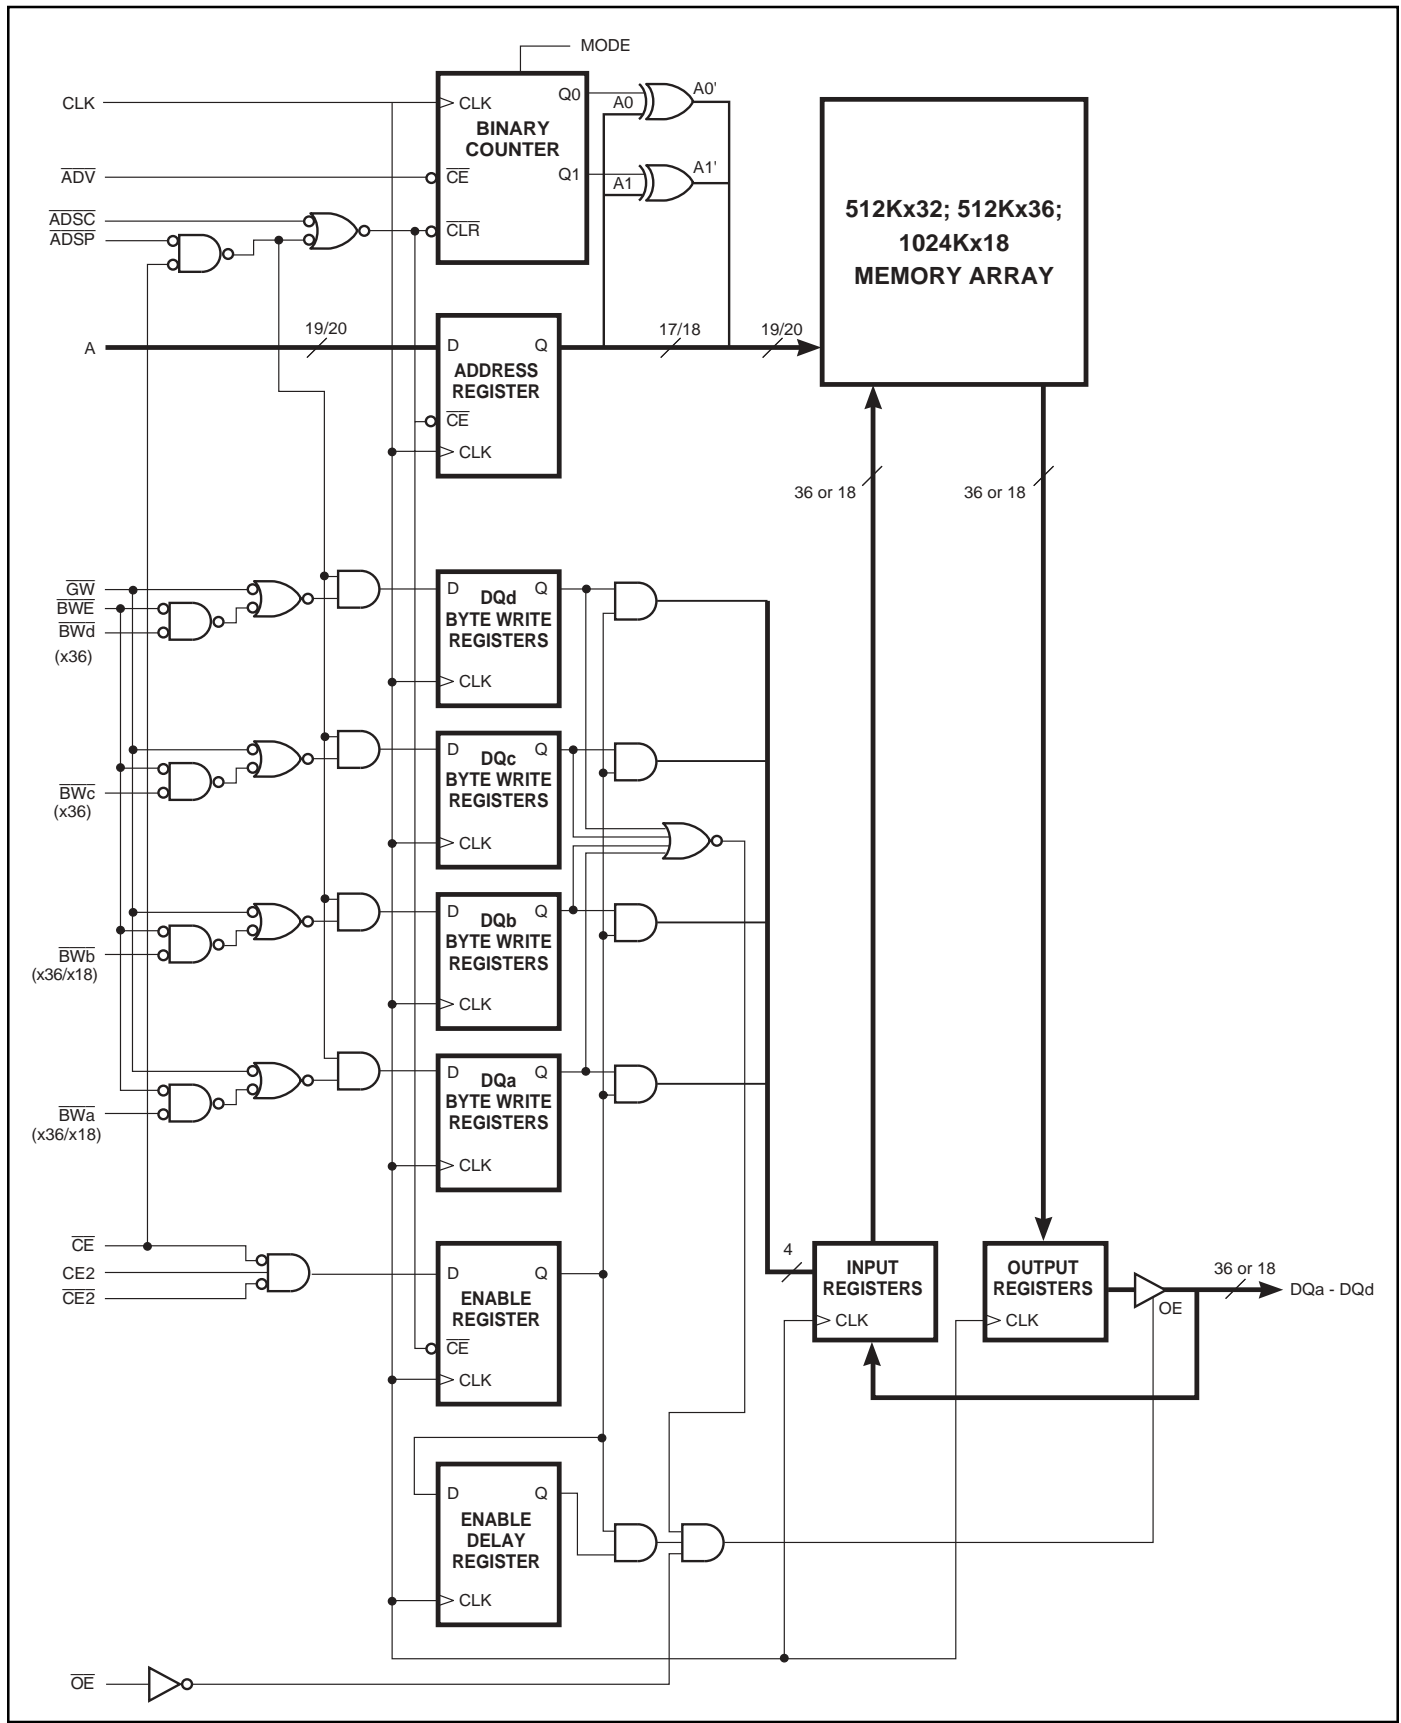 MODE
CLK
CLK
Q0
A0
A0'
BINARY
COUNTER
Q1
A1
A1'
ADV
CE
ADSC
ADSP
CLR
512Kx32; 512Kx36;
1024Kx18
MEMORY ARRAY
A
19/20
D
Q
17/18
19/20
ADDRESS
REGISTER
CE
CLK
36 or 18
36 or 18
GW
BWE
BWd
(x36)
D
Q
DQd
BYTE WRITE
REGISTERS
CLK
BWc
(x36)
D
Q
DQc
BYTE WRITE
REGISTERS
CLK
BWb
(x36/x18)
D
Q
DQb
BYTE WRITE
REGISTERS
CLK
BWa
(x36/x18)
D
Q
DQa
BYTE WRITE
REGISTERS
CLK
CE
CE2
CE2
D
Q
ENABLE
REGISTER
CE
CLK
4
INPUT
REGISTERS
CLK
OUTPUT
REGISTERS
CLK
OE
36 or 18
DQa - DQd
D
Q
ENABLE
DELAY
REGISTER
CLK
OE